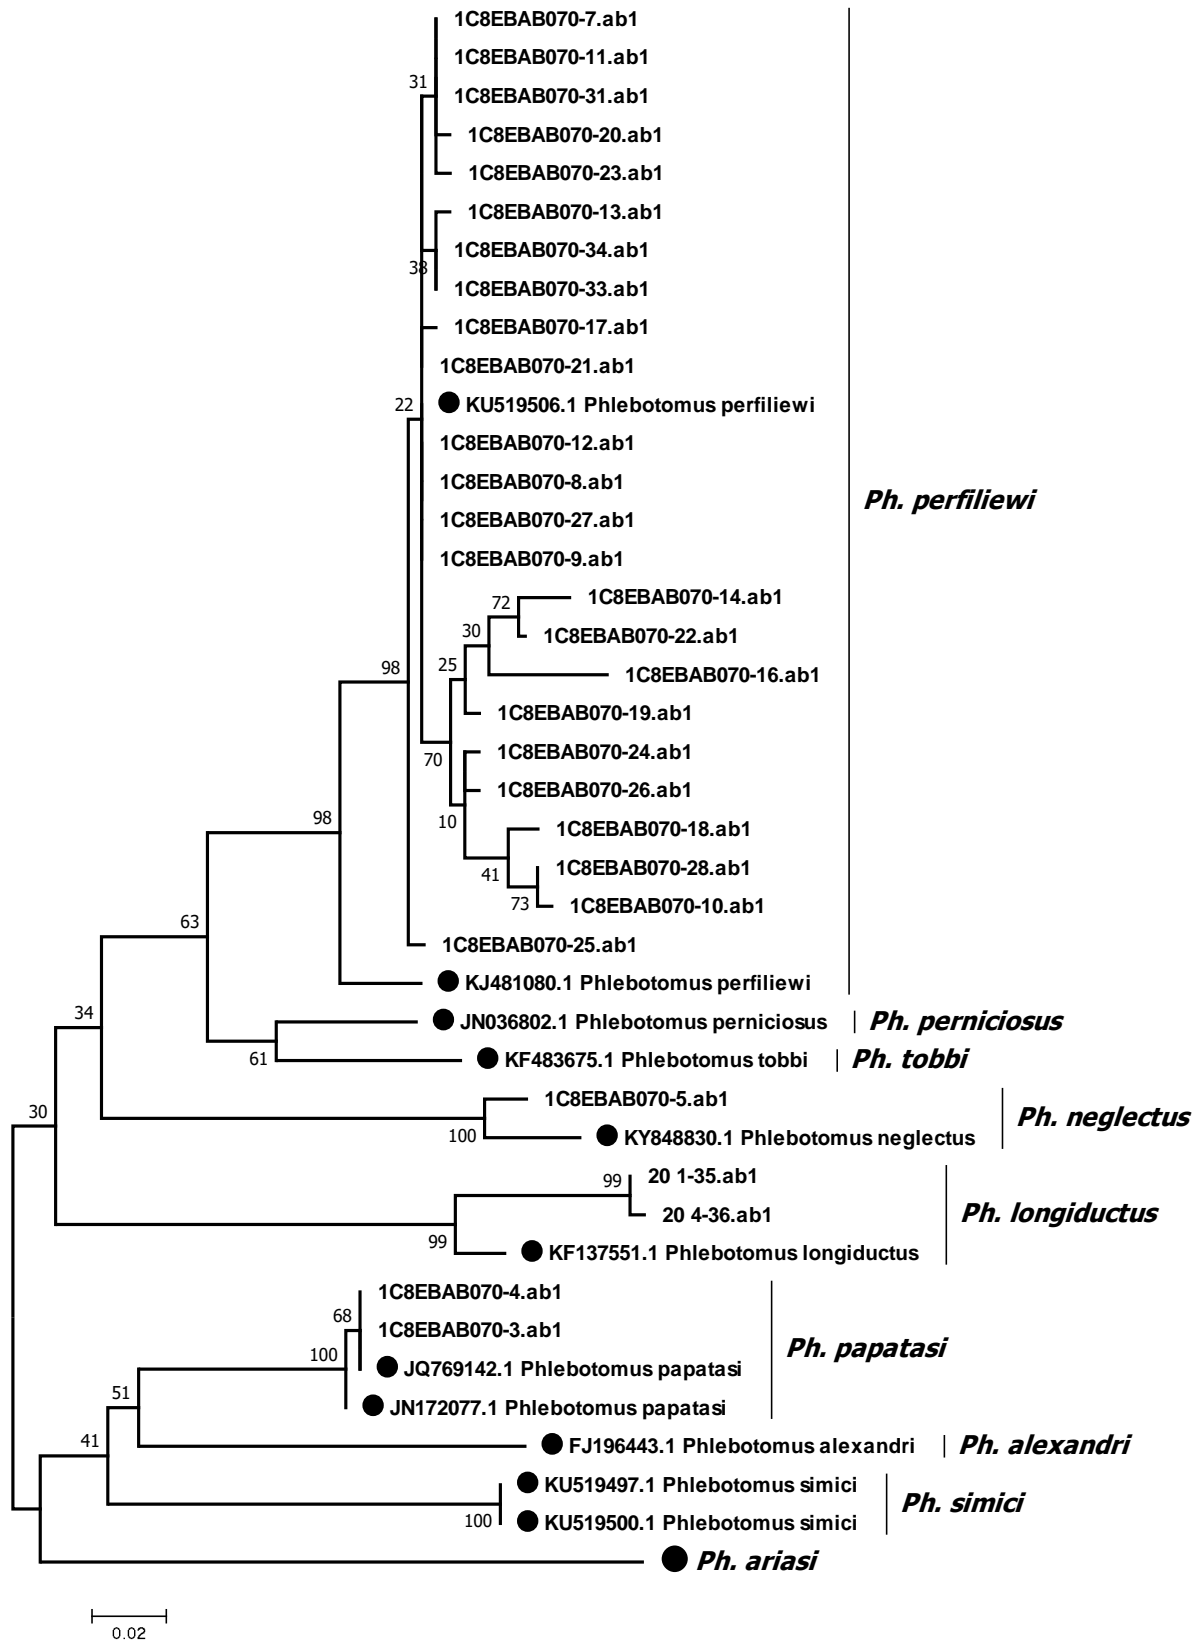 1C8EBAB070-7.ab1
1C8EBAB070-11.ab1
31
1C8EBAB070-31.ab1
1C8EBAB070-20.ab1
1C8EBAB070-23.ab1
1C8EBAB070-13.ab1
1C8EBAB070-34.ab1
38
1C8EBAB070-33.ab1
1C8EBAB070-17.ab1
1C8EBAB070-21.ab1
22
KU519506.1 Phlebotomus perfiliewi
1C8EBAB070-12.ab1
1C8EBAB070-8.ab1
Ph. perfiliewi
1C8EBAB070-27.ab1
1C8EBAB070-9.ab1
72
1C8EBAB070-14.ab1
30
1C8EBAB070-22.ab1
98
25
1C8EBAB070-16.ab1
1C8EBAB070-19.ab1
70
1C8EBAB070-24.ab1
1C8EBAB070-26.ab1
98
10
1C8EBAB070-18.ab1
41
1C8EBAB070-28.ab1
73
1C8EBAB070-10.ab1
63
1C8EBAB070-25.ab1
KJ481080.1 Phlebotomus perfiliewi
34
JN036802.1 Phlebotomus perniciosus
Ph. perniciosus
61
KF483675.1 Phlebotomus tobbi
Ph. tobbi
30
1C8EBAB070-5.ab1
Ph. neglectus
100
KY848830.1 Phlebotomus neglectus
99
20 1-35.ab1
20 4-36.ab1
Ph. longiductus
99
KF137551.1 Phlebotomus longiductus
1C8EBAB070-4.ab1
68
1C8EBAB070-3.ab1
Ph. papatasi
100
JQ769142.1 Phlebotomus papatasi
51
JN172077.1 Phlebotomus papatasi
41
FJ196443.1 Phlebotomus alexandri
Ph. alexandri
KU519497.1 Phlebotomus simici
Ph. simici
100
KU519500.1 Phlebotomus simici
Ph. ariasi
0.02